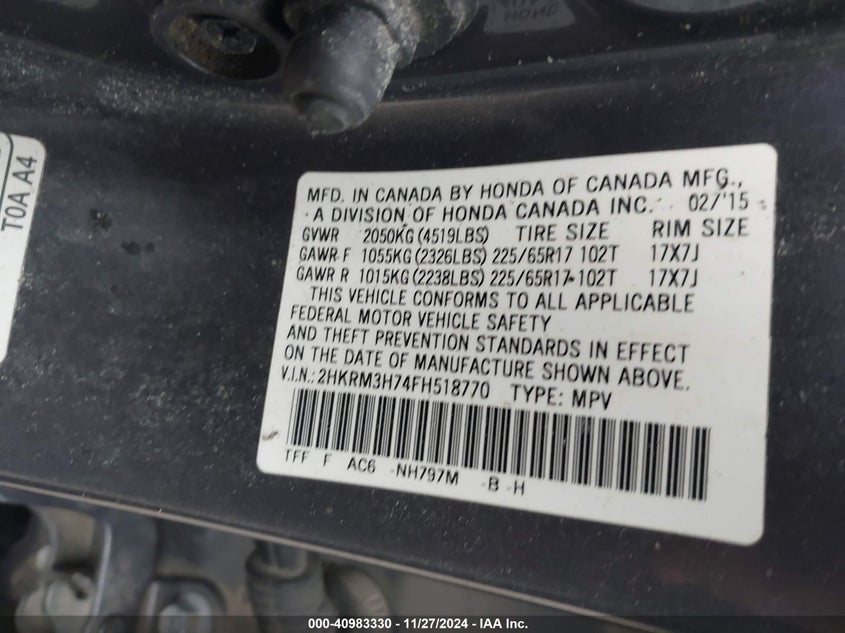 T0A A4
MFD. IN CANADA BY HONDA OF CANADA MFG.,
A DIVISION OF HONDA CANADA INC. 02/'15
GVWR 2050KG (4519LBS) TIRE SIZE RIM SIZE
GAWR F 1055KG (2326LBS) 225/65R17 102T 17X7J
GAWR R 1015KG (2238LBS) 225/65R17 102T 17X7J
THIS VEHICLE CONFORMS TO ALL APPLICABLE
FEDERAL MOTOR VEHICLE SAFETY
AND THEFT PREVENTION STANDARDS IN EFFECT
ON THE DATE OF MANUFACTURE SHOWN ABOVE.
V.I.N.: 2HKRM3H74FH518770 TYPE: MPV
TFF F AC6 -NH797M -B -H
000-40983330 - 11/27/2024 - IAA Inc.